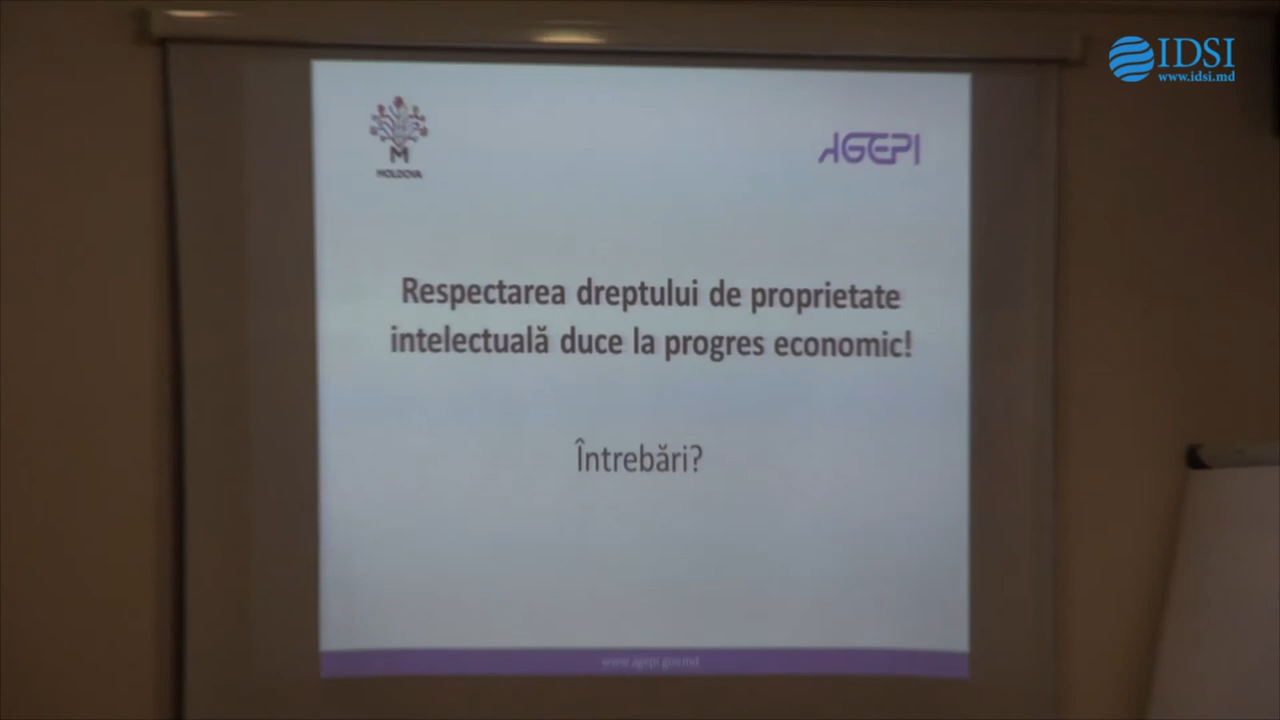 IDSI
www.idsi.md
AGEPI
M
MOLDOVA
Respectarea dreptului de proprietate
intelectuală duce la progres economic!
Întrebări?
www.agepi.gov.md